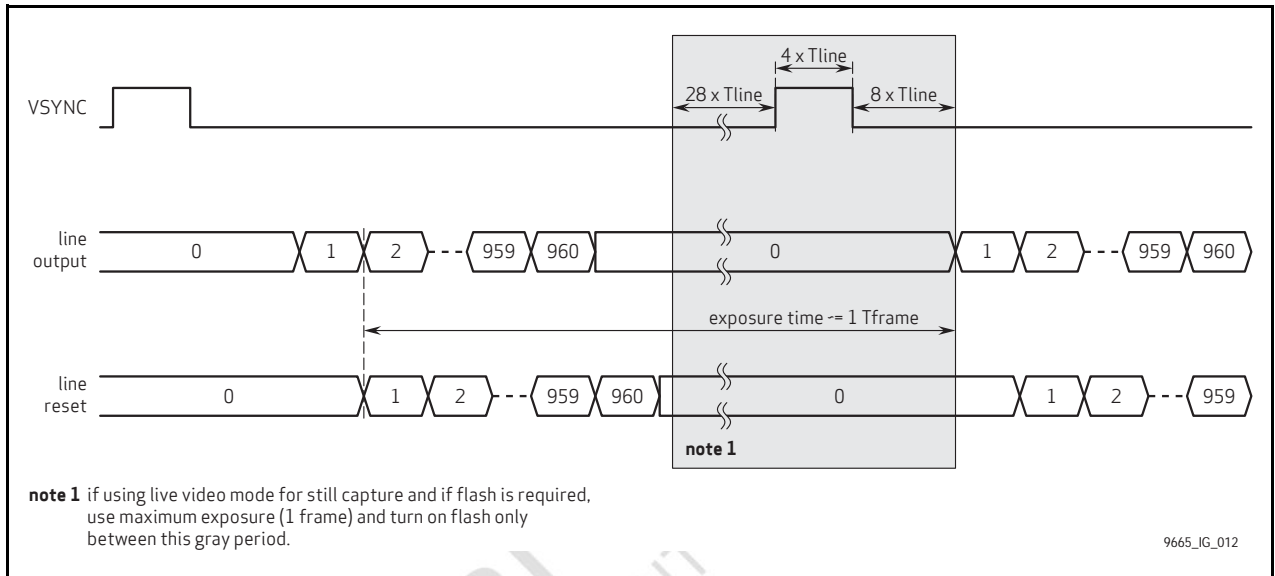 4 x Tline
28 x Tline
8 x Tline
VSYNC
line
output
0
1
2
959
960
0
1
2
959
960
exposure time ~= 1 Tframe
line
reset
0
1
2
959
960
0
1
2
959
note 1
note 1 if using live video mode for still capture and if flash is required,
use maximum exposure (1 frame) and turn on flash only
between this gray period.
9665_IG_012